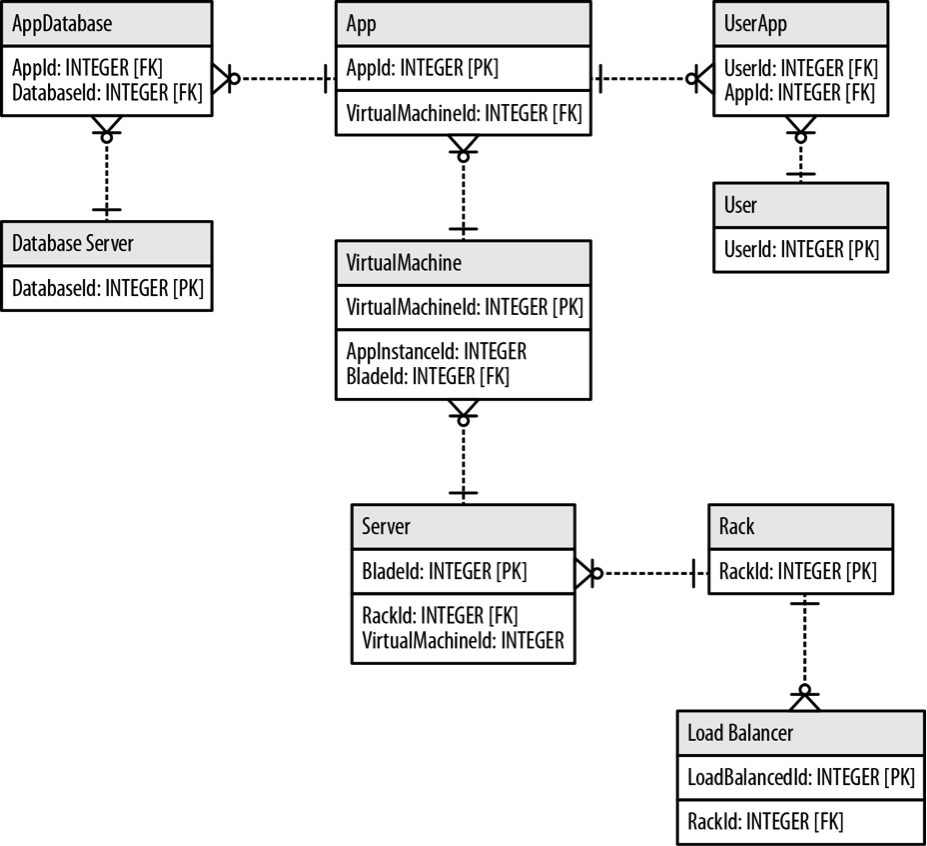 AppDatabase
AppId: INTEGER [FK]
DatabaseId: INTEGER [FK]
App
AppId: INTEGER [PK]
VirtualMachineId: INTEGER [FK]
UserApp
UserId: INTEGER [FK]
AppId: INTEGER [FK]
Database Server
DatabaseId: INTEGER [PK]
User
UserId: INTEGER [PK]
VirtualMachine
VirtualMachineId: INTEGER [PK]
AppInstanceId: INTEGER
BladeId: INTEGER [FK]
Server
BladeId: INTEGER [PK]
RackId: INTEGER [FK]
VirtualMachineId: INTEGER
Rack
RackId: INTEGER [PK]
Load Balancer
LoadBalancedId: INTEGER [PK]
RackId: INTEGER [FK]